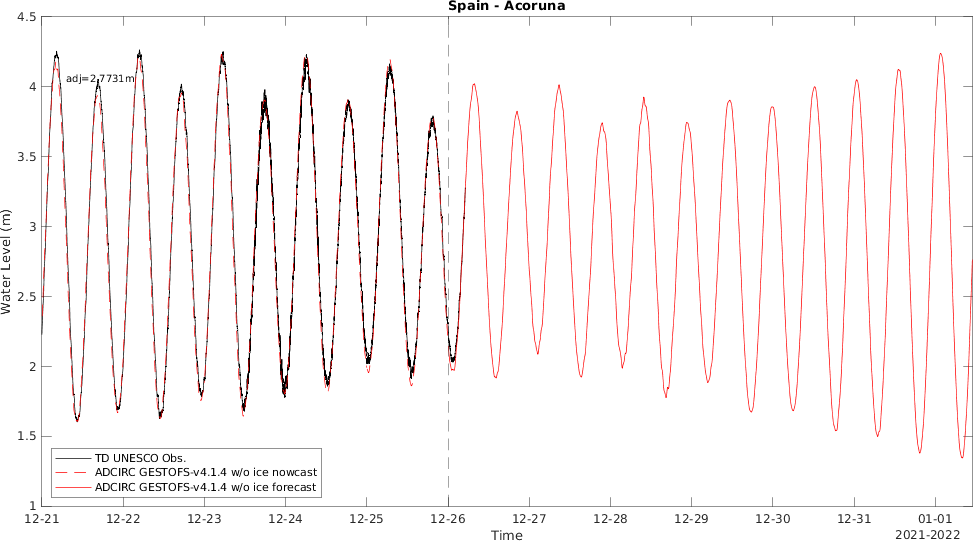 Spain - Acoruna
4.5
adj=2.7731m
4
3.5
3
2.5
2
1.5
1
Water Level (m)
TD UNESCO Obs.
ADCIRC GESTOFS-v4.1.4 w/o ice nowcast
ADCIRC GESTOFS-v4.1.4 w/o ice forecast
12-21 12-22 12-23 12-24 12-25 12-26 12-27 12-28 12-29 12-30 12-31 01-01
2021-2022
Time